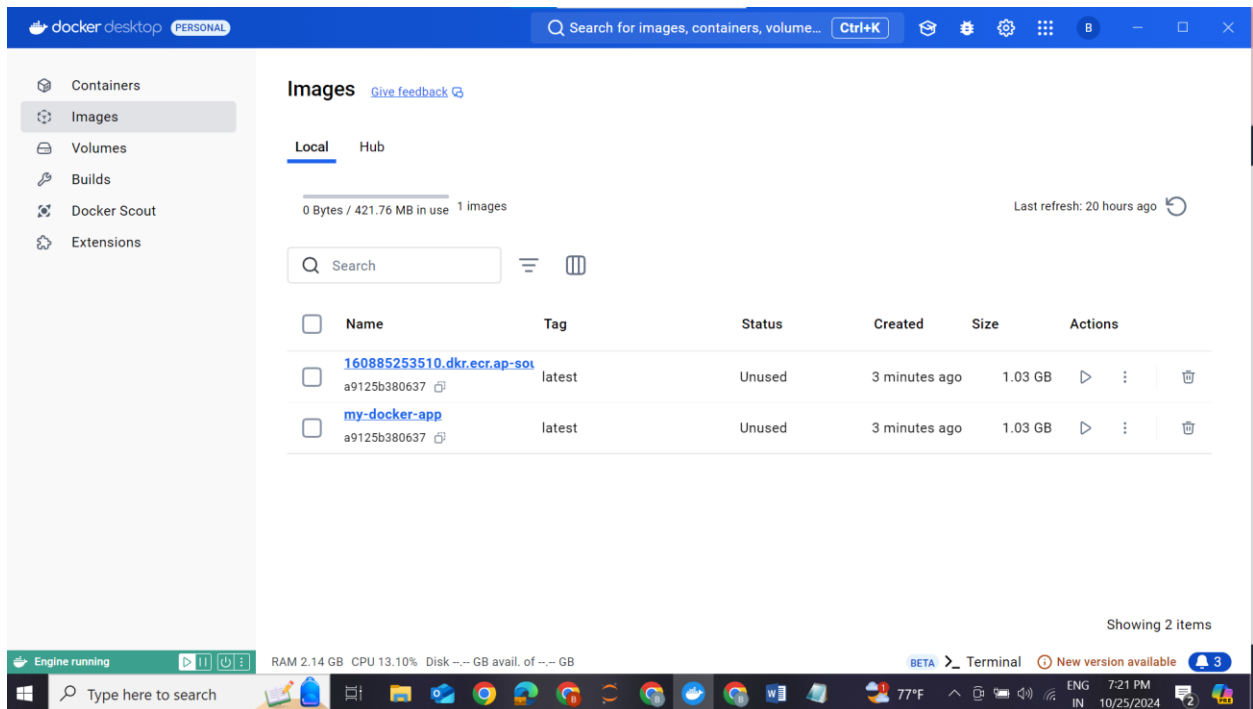 docker desktop PERSONAL
Search for images, containers, volume... Ctrl+K
B
Containers
Images
Volumes
Builds
Docker Scout
Extensions
Images Give feedback
Local Hub
0 Bytes / 421.76 MB in use 1 images
Last refresh: 20 hours ago
Search
Name Tag Status Created Size Actions
160885253510.dkr.ecr.ap-sou
a9125b380637
latest Unused 3 minutes ago 1.03 GB
my-docker-app
a9125b380637
latest Unused 3 minutes ago 1.03 GB
Showing 2 items
Engine running
RAM 2.14 GB CPU 13.10% Disk --.-- GB avail. of --.-- GB
BETA >_ Terminal New version available 3
Type here to search
1
77°F
ENG
IN
7:21 PM
10/25/2024
2
PRE